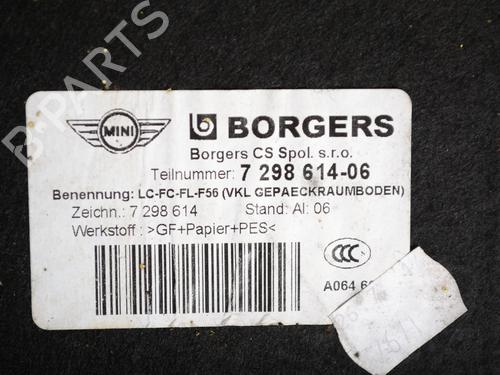 B-PARTS
MINI
BORGERS
Borgers CS Spol. s.r.o.
Teilnummer: 7 298 614-06
Benennung: LC-FC-FL-F56 (VKL GEPAECKRAUMBODEN)
Zeichn.: 7 298 614 Stand: AI: 06
Werkstoff : >GF+Papier+PES<
CCC
A064